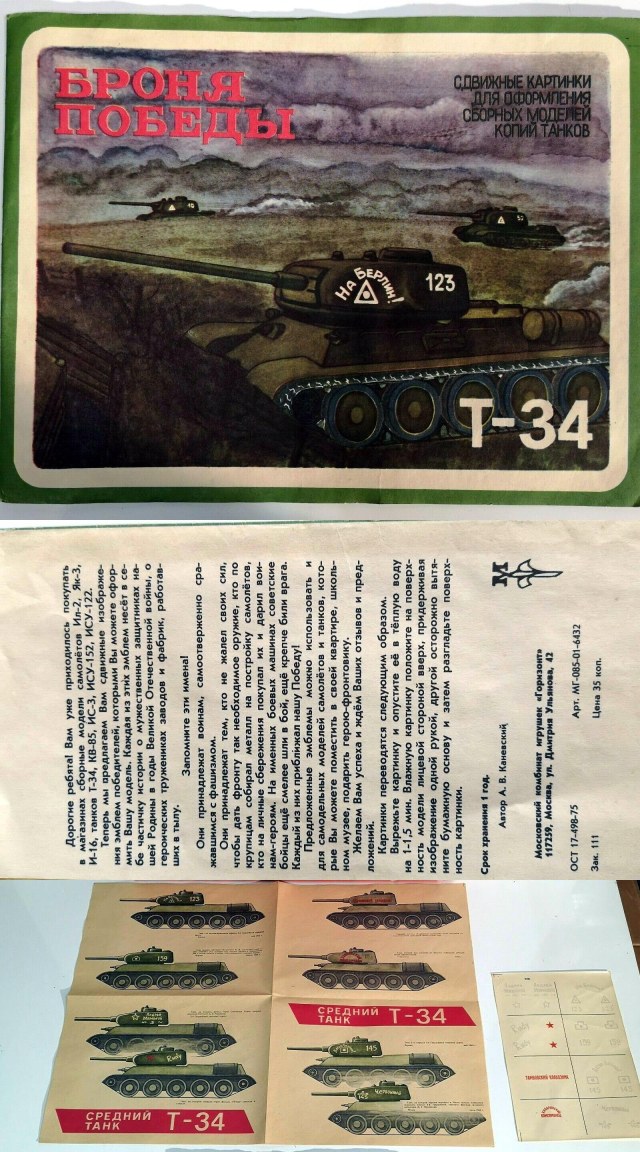 БРОНЯ
ПОБЕДЫ
СДВИЖНЫЕ КАРТИНКИ
ДЛЯ ОФОРМЛЕНИЯ
СБОРНЫХ МОДЕЛЕЙ
КОПИЙ ТАНКОВ
НА БЕРЛИН!
123
Т-34
Дорогие ребята! Вам уже приходилось покупать
в магазинах сборные модели самолётов Ил-2, Як-3,
И-16, танков Т-34, КВ-85, ИС-3, ИСУ-152, ИСУ-122.
Теперь мы предлагаем Вам сдвижные изображе-
ния эмблем победителей, которыми Вы можете офор-
мить Вашу модель. Каждая из этих эмблем несёт в се-
бе частицу истории о мужественных защитниках на-
шей Родины в годы Великой Отечественной войны, о
героических тружениках заводов и фабрик, работав-
ших в тылу.
Запомните эти имена!
Они принадлежат воинам, самоотверженно сра-
жавшимся с фашизмом.
Они принадлежат тем, кто не жалел своих сил,
чтобы дать фронту так необходимое оружие, кто по
крупицам собирал металл на постройку самолётов,
кто на личные сбережения покупал их и дарил вои-
нам-героям. На именных боевых машинах советские
бойцы ещё смелее шли в бой, ещё крепче били врага.
Каждый из них приближал нашу Победу!
Предложенные эмблемы можно использовать и
для самодельных моделей самолётов и танков, кото-
рые Вы можете поместить в своей квартире, школь-
ном музее, подарить герою-фронтовику.
Желаем Вам успеха и ждём Ваших отзывов и пред-
ложений.
Картинки переводятся следующим образом.
Вырежьте картинку и опустите её в тёплую воду
на 1-1,5 мин. Влажную картинку положите на поверх-
ность модели лицевой стороной вверх, придерживая
изображение одной рукой, другой осторожно вытя-
ните бумажную основу и затем разгладьте поверх-
ность картинки.
Срок хранения 1 год.
Автор А. В. Каневский
Московский комбинат игрушек «Горизонт»
117259, Москва, ул. Дмитрия Ульянова, 42
ОСТ 17-498-75
Арт. МГ-085-01-6432
Зак. 111
Цена 35 коп.
М
123
СРЕДНИЙ
ТАНК
Т-34
145
СРЕДНИЙ
ТАНК
Т-34